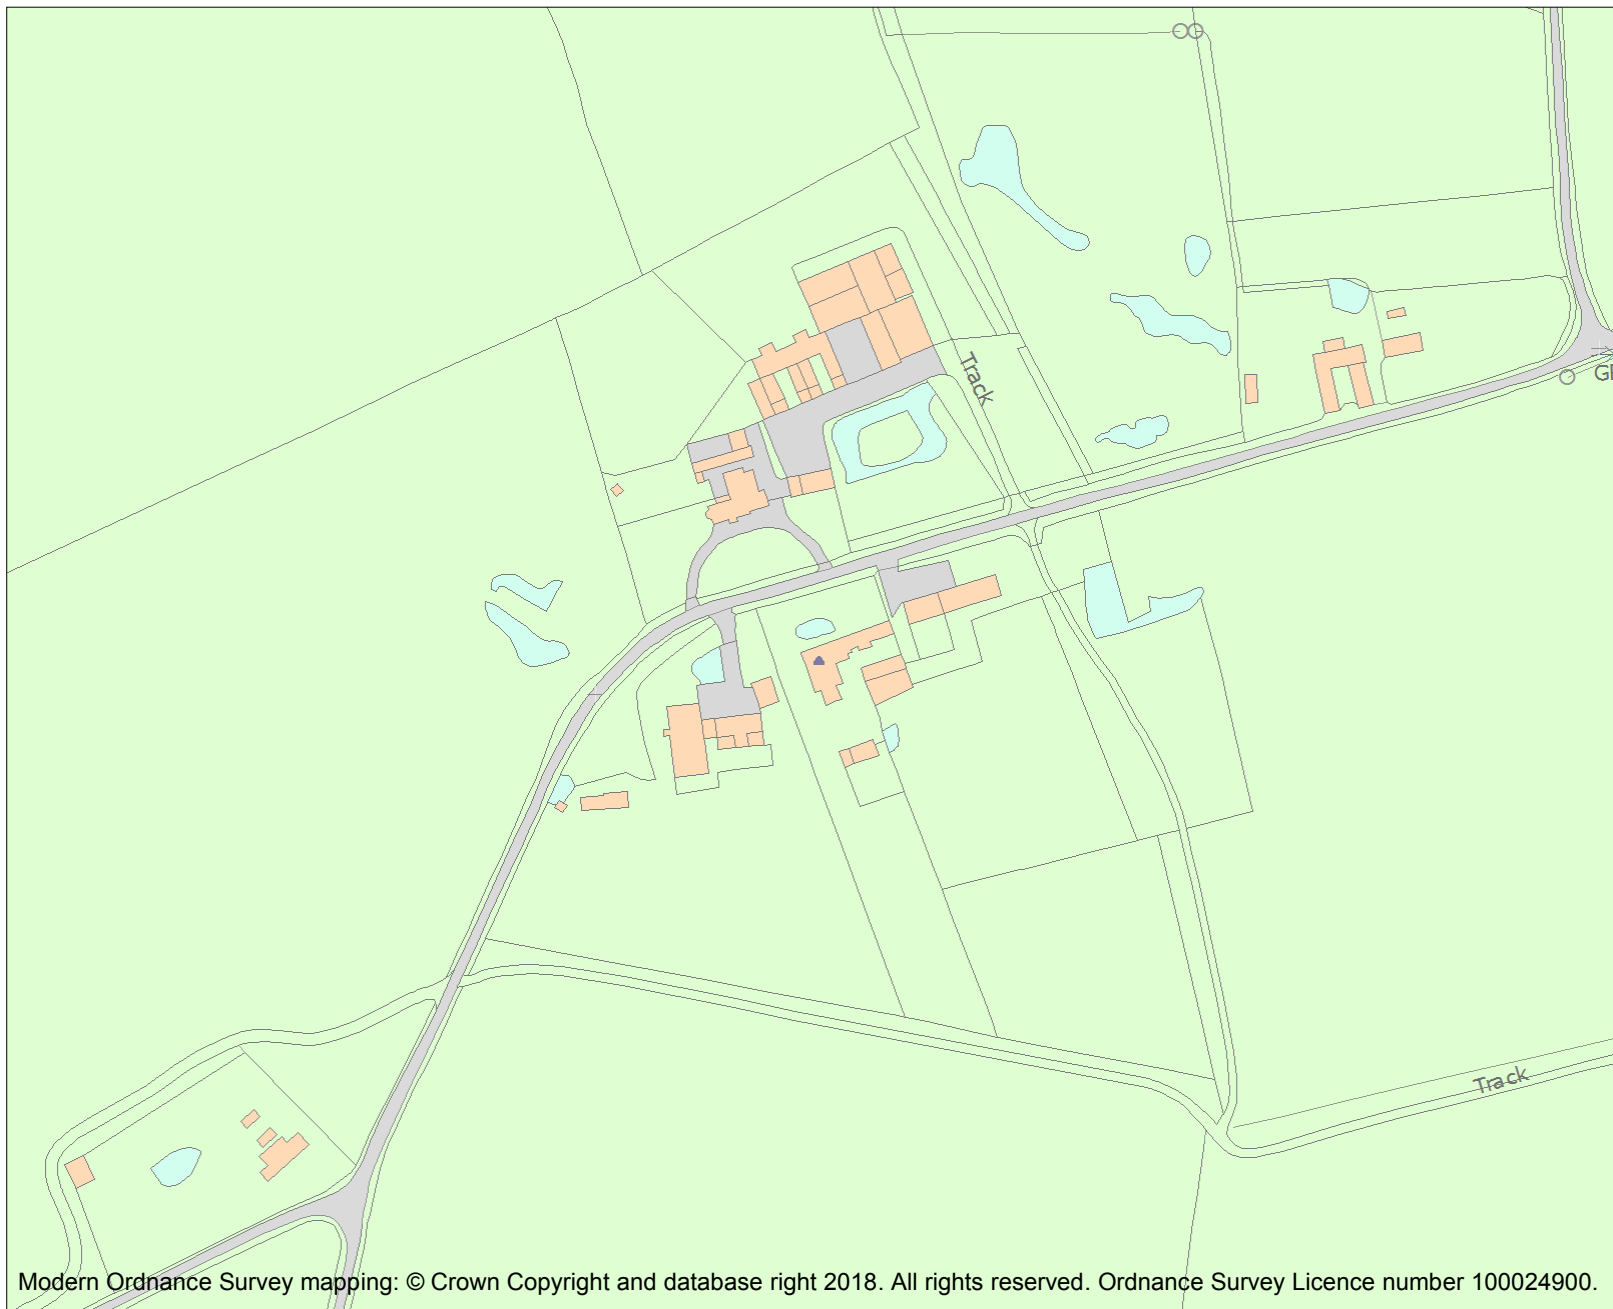 Track
Track
Modern Ordnance Survey mapping: © Crown Copyright and database right 2018. All rights reserved. Ordnance Survey Licence number 100024900.